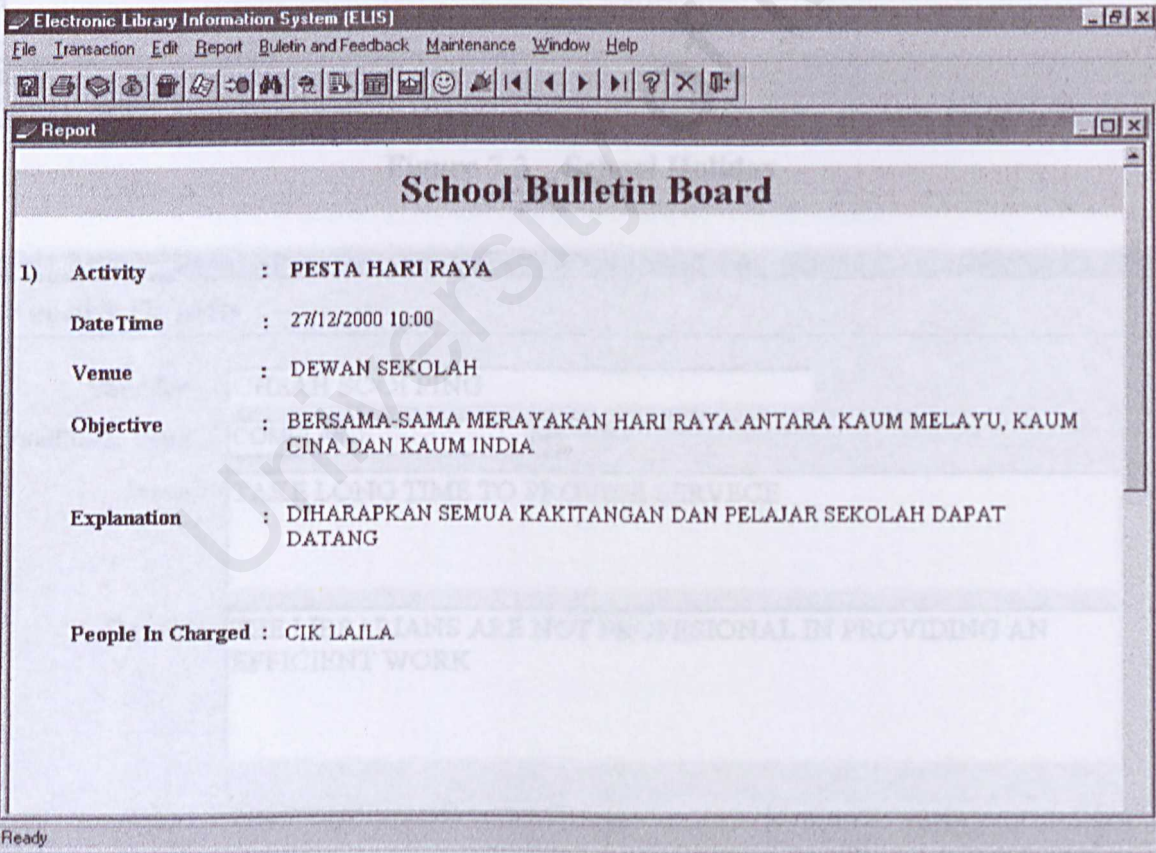 Electronic Library Information System (ELIS)
File Transaction Edit Report Buletin and Feedback Maintenance Window Help
Report
School Bulletin Board
1). Activity : PESTA HARI RAYA
DateTime : 27/12/2000 10:00
Venue : DEWAN SEKOLAH
Objective : BERSAMA-SAMA MERAYAKAN HARI RAYA ANTARA KAUM MELAYU, KAUM
CINA DAN KAUM INDIA
Explanation : DIHARAPKAN SEMUA KAKITANGAN DAN PELAJAR SEKOLAH DAPAT
DATANG
People In Charged : CIK LAILA
Ready
University